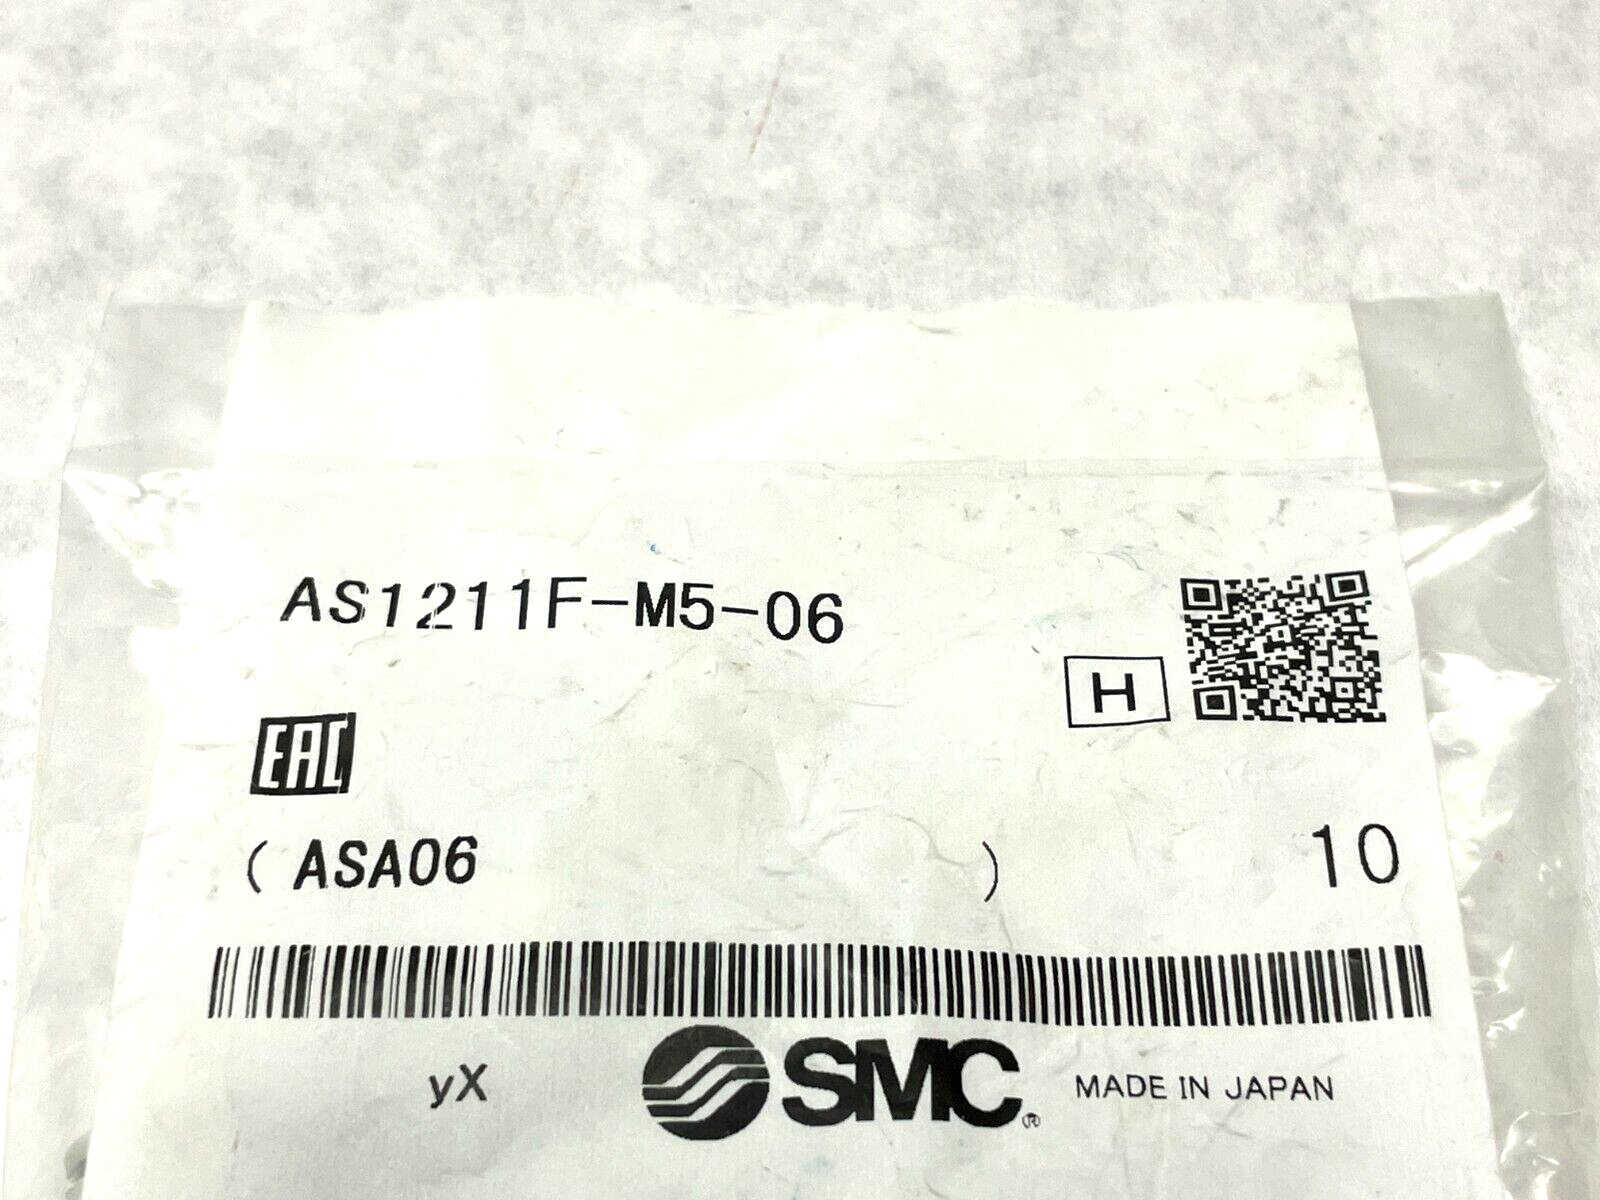 AS1211F-M5-06
H
EAC
( ASA06 ) 10
yX SMC® MADE IN JAPAN